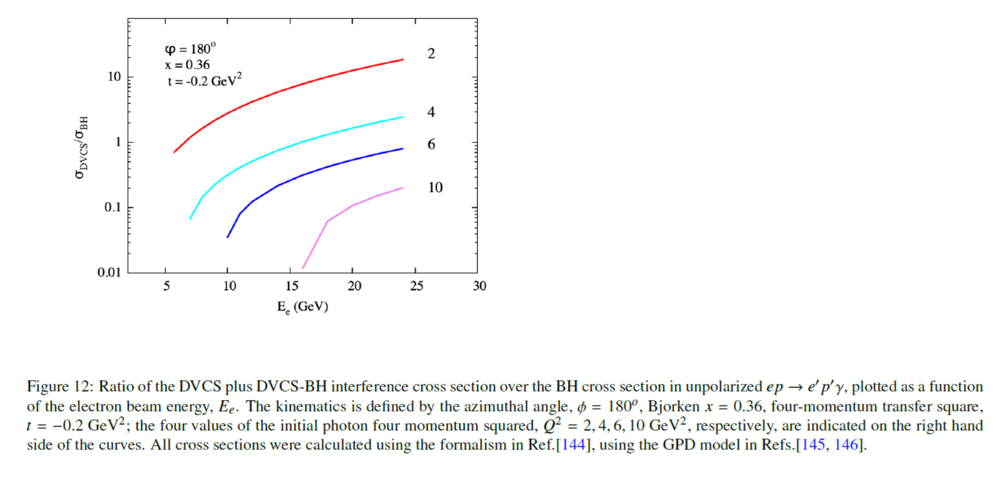 φ = 180°
x = 0.36
t = -0.2 GeV²
2
4
6
10
10
1
0.1
0.01
σDVCS/σBH
5 10 15 20 25 30
Ee (GeV)
Figure 12: Ratio of the DVCS plus DVCS-BH interference cross section over the BH cross section in unpolarized ep → e′p′γ, plotted as a function
of the electron beam energy, Ee. The kinematics is defined by the azimuthal angle, ϕ = 180°, Bjorken x = 0.36, four-momentum transfer square,
t = −0.2 GeV²; the four values of the initial photon four momentum squared, Q² = 2, 4, 6, 10 GeV², respectively, are indicated on the right hand
side of the curves. All cross sections were calculated using the formalism in Ref.[144], using the GPD model in Refs.[145, 146].